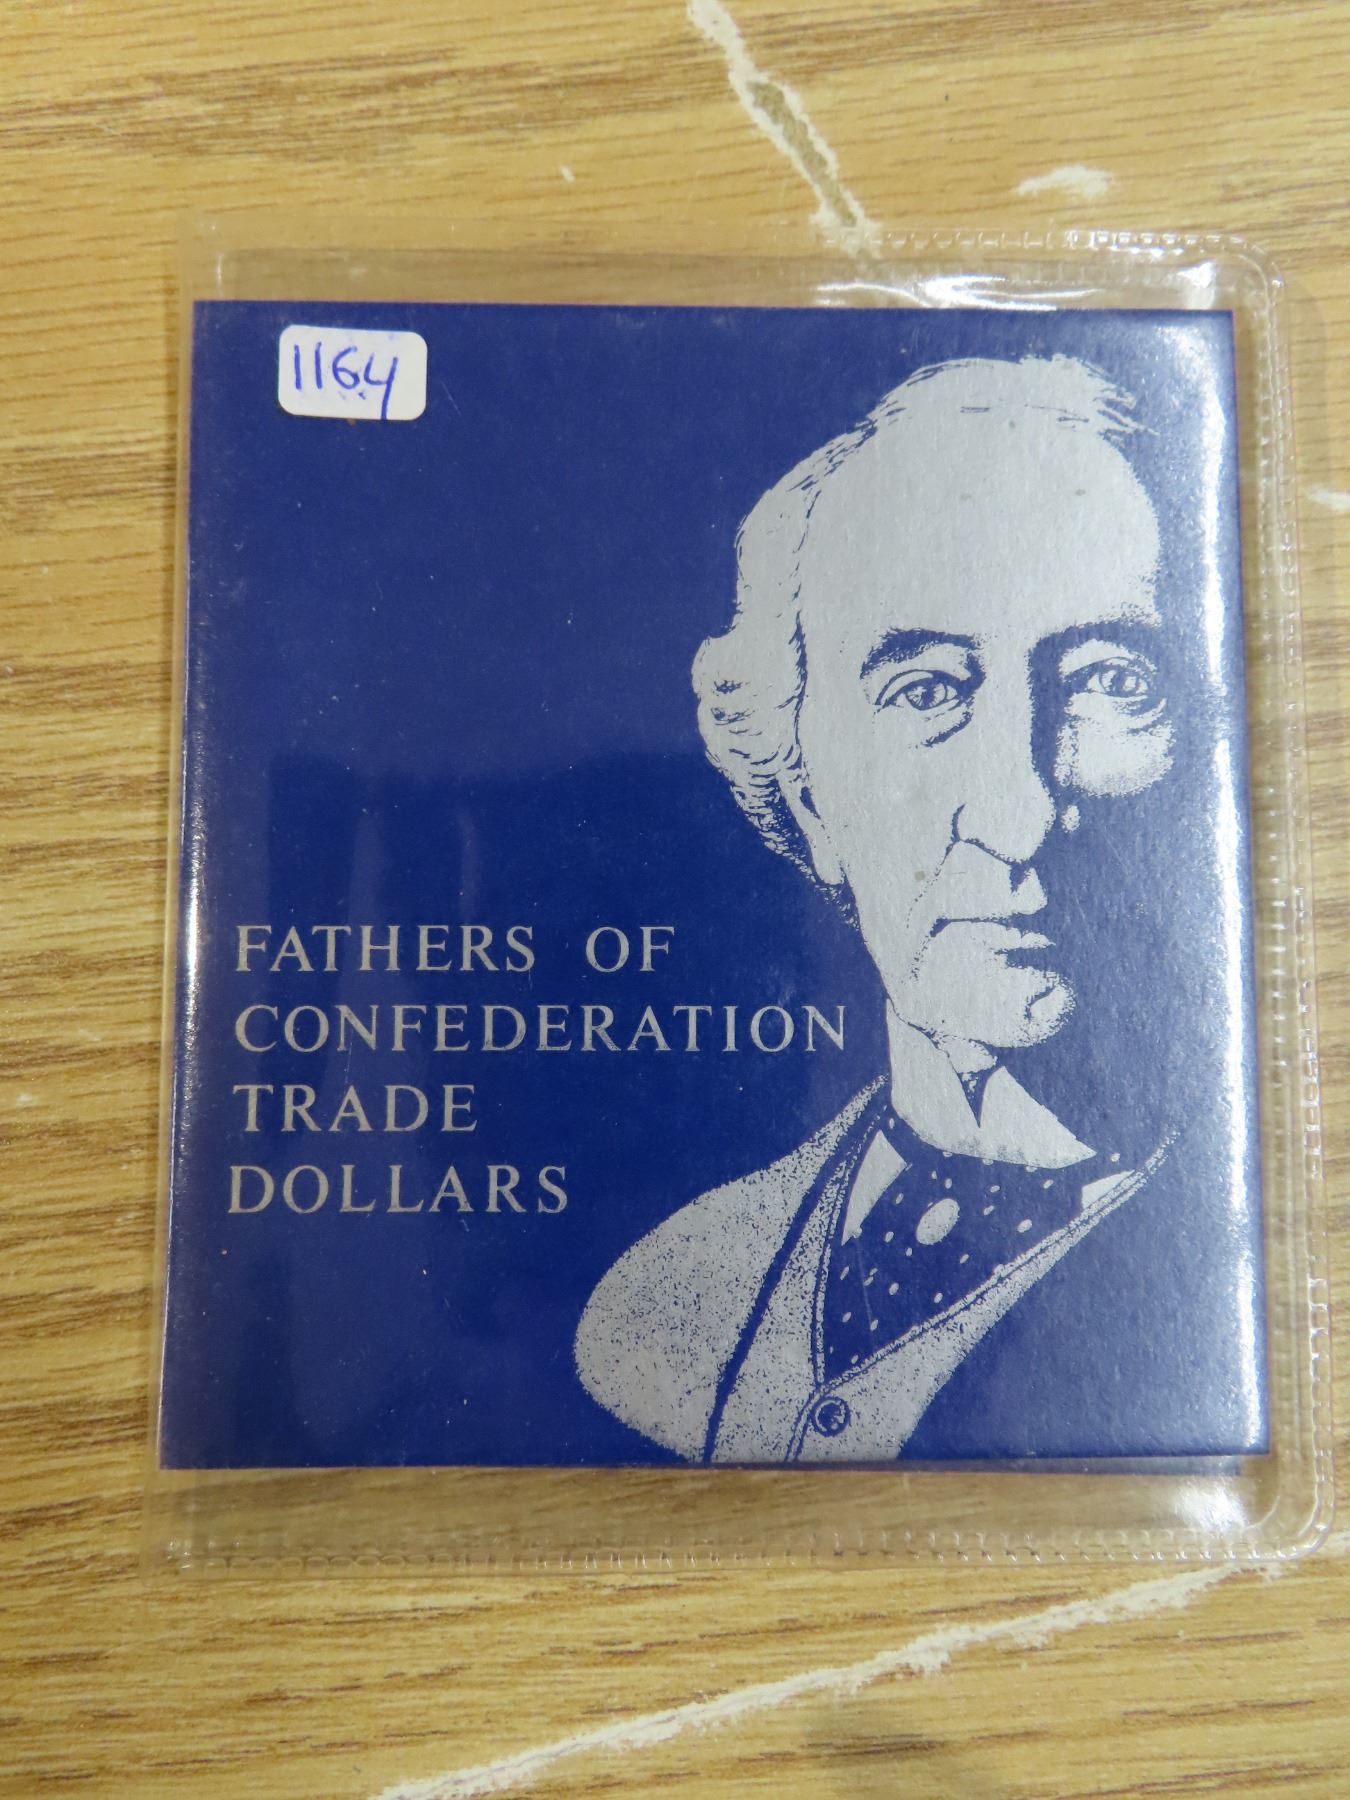 1164
FATHERS OF
CONFEDERATION
TRADE
DOLLARS